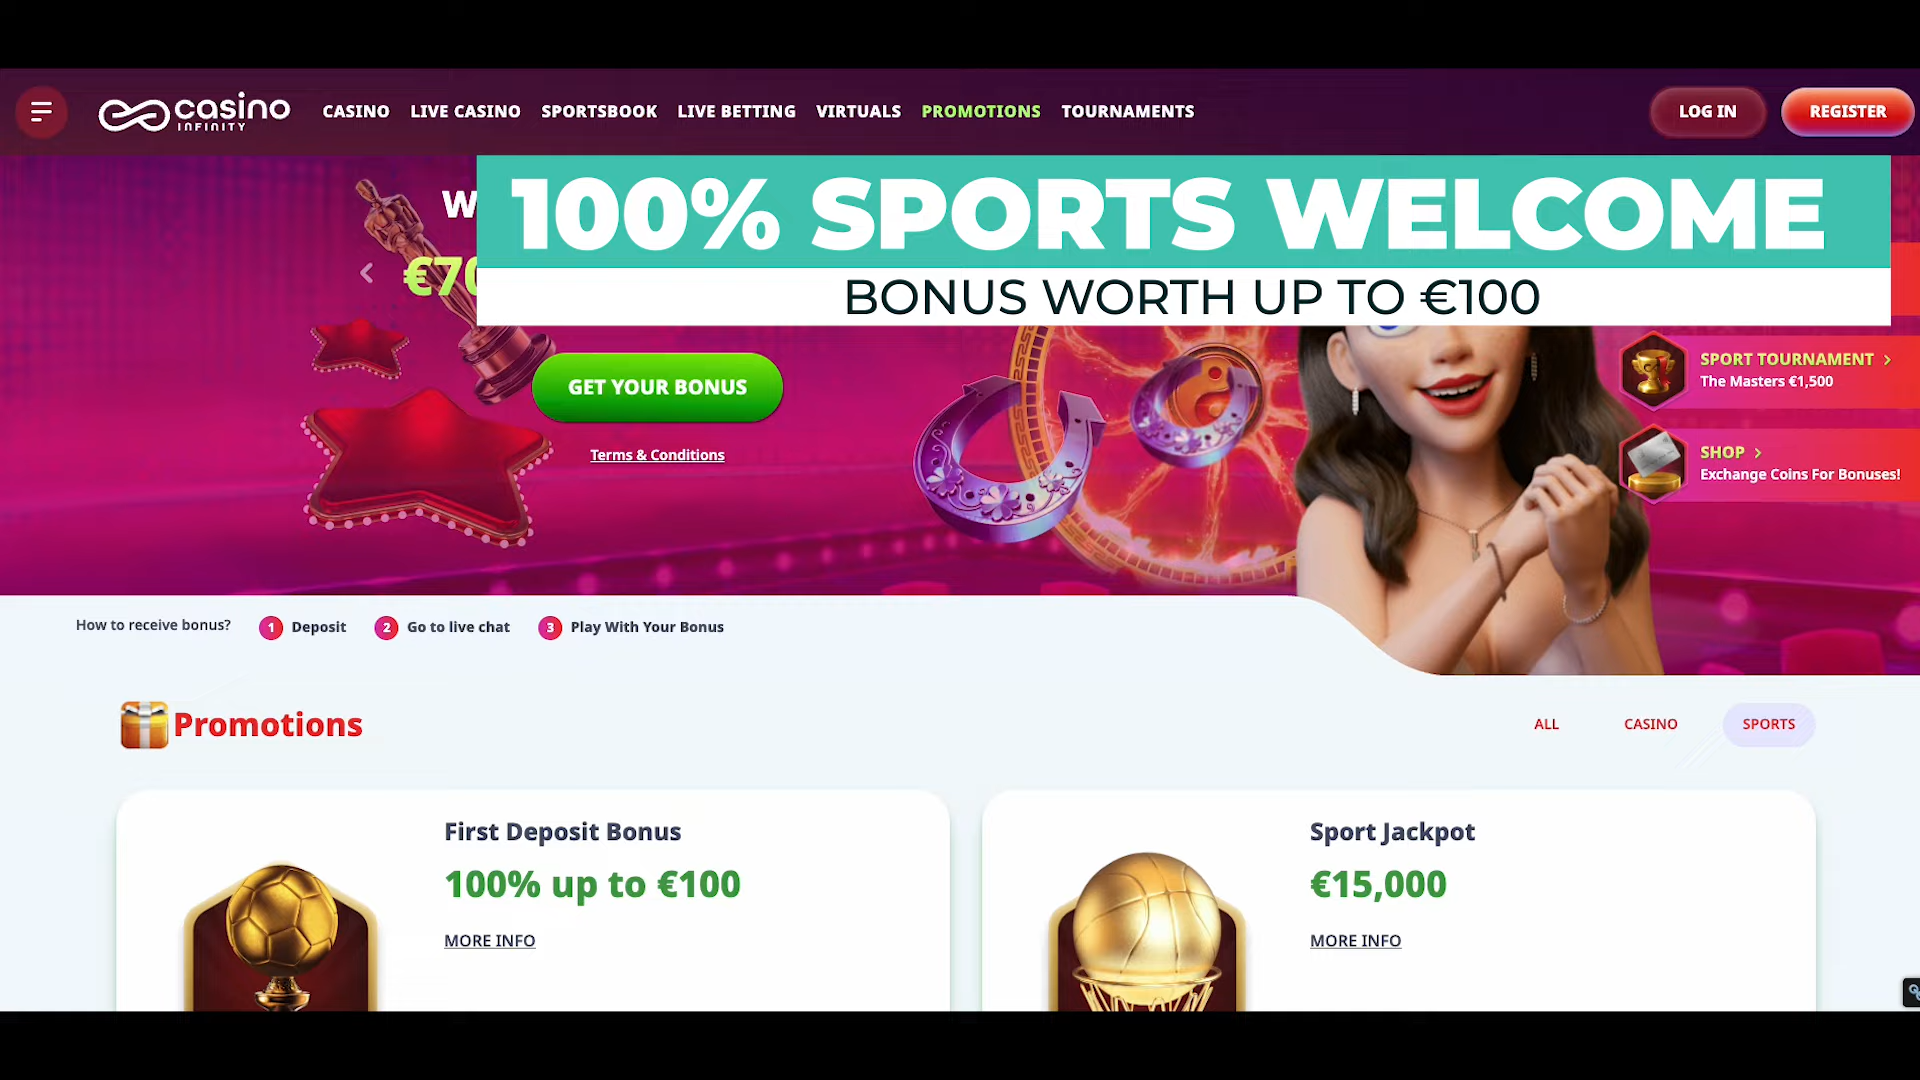 casino
INFINITY
CASINO LIVE CASINO SPORTSBOOK LIVE BETTING VIRTUALS PROMOTIONS TOURNAMENTS
LOG IN
REGISTER
100% SPORTS WELCOME
BONUS WORTH UP TO €100
W
€70
GET YOUR BONUS
Terms & Conditions
SPORT TOURNAMENT >
The Masters €1,500
SHOP >
Exchange Coins For Bonuses!
How to receive bonus? 1 Deposit 2 Go to live chat 3 Play With Your Bonus
Promotions
ALL CASINO SPORTS
First Deposit Bonus
100% up to €100
MORE INFO
Sport Jackpot
€15,000
MORE INFO